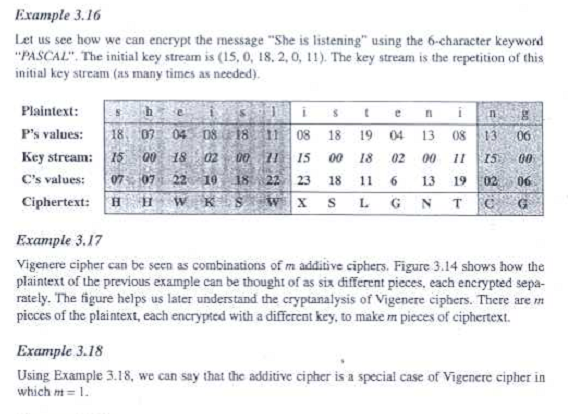 Example 3.16
Let us see how we can encrypt the message "She is listening" using the 6-character keyword
"PASCAL". The initial key stream is (15, 0, 18, 2, 0, 11). The key stream is the repetition of this
initial key stream (as many times as needed).
Plaintext: s h e i s l i s t e n i n g
P's values: 18 07 04 08 18 11 08 18 19 04 13 08 13 06
Key stream: 15 00 18 02 00 11 15 00 18 02 00 11 15 00
C's values: 07 07 22 10 18 22 23 18 11 6 13 19 02 06
Ciphertext: H H W K S W X S L G N T C G
Example 3.17
Vigenere cipher can be seen as combinations of m additive ciphers. Figure 3.14 shows how the
plaintext of the previous example can be thought of as six different pieces, each encrypted sepa-
rately. The figure helps us later understand the cryptanalysis of Vigenere ciphers. There are m
pieces of the plaintext, each encrypted with a different key, to make m pieces of ciphertext.
Example 3.18
Using Example 3.18, we can say that the additive cipher is a special case of Vigenere cipher in
which m = 1.